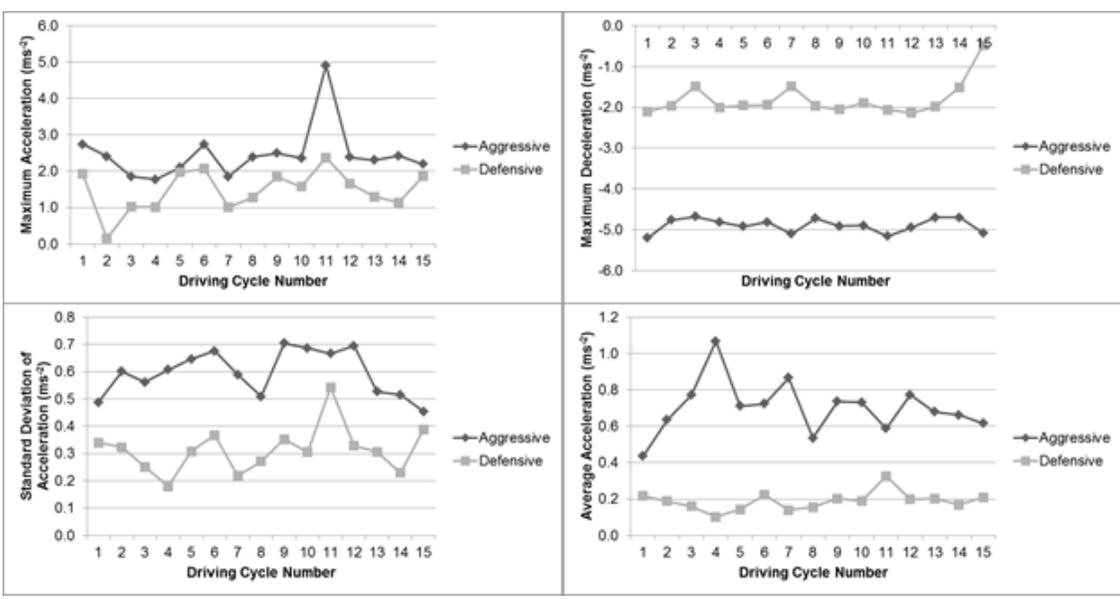 6.0
5.0
4.0
3.0
2.0
1.0
0.0
Maximum Acceleration (ms-2)
1 2 3 4 5 6 7 8 9 10 11 12 13 14 15
Driving Cycle Number
Aggressive
Defensive
0.0
-1.0
-2.0
-3.0
-4.0
-5.0
-6.0
Maximum Deceleration (ms-2)
1 2 3 4 5 6 7 8 9 10 11 12 13 14 15
Driving Cycle Number
Aggressive
Defensive
0.8
0.7
0.6
0.5
0.4
0.3
0.2
0.1
0.0
Standard Deviation of
Acceleration (ms-2)
1 2 3 4 5 6 7 8 9 10 11 12 13 14 15
Driving Cycle Number
Aggressive
Defensive
1.2
1.0
0.8
0.6
0.4
0.2
0.0
Average Acceleration (ms-2)
1 2 3 4 5 6 7 8 9 10 11 12 13 14 15
Driving Cycle Number
Aggressive
Defensive